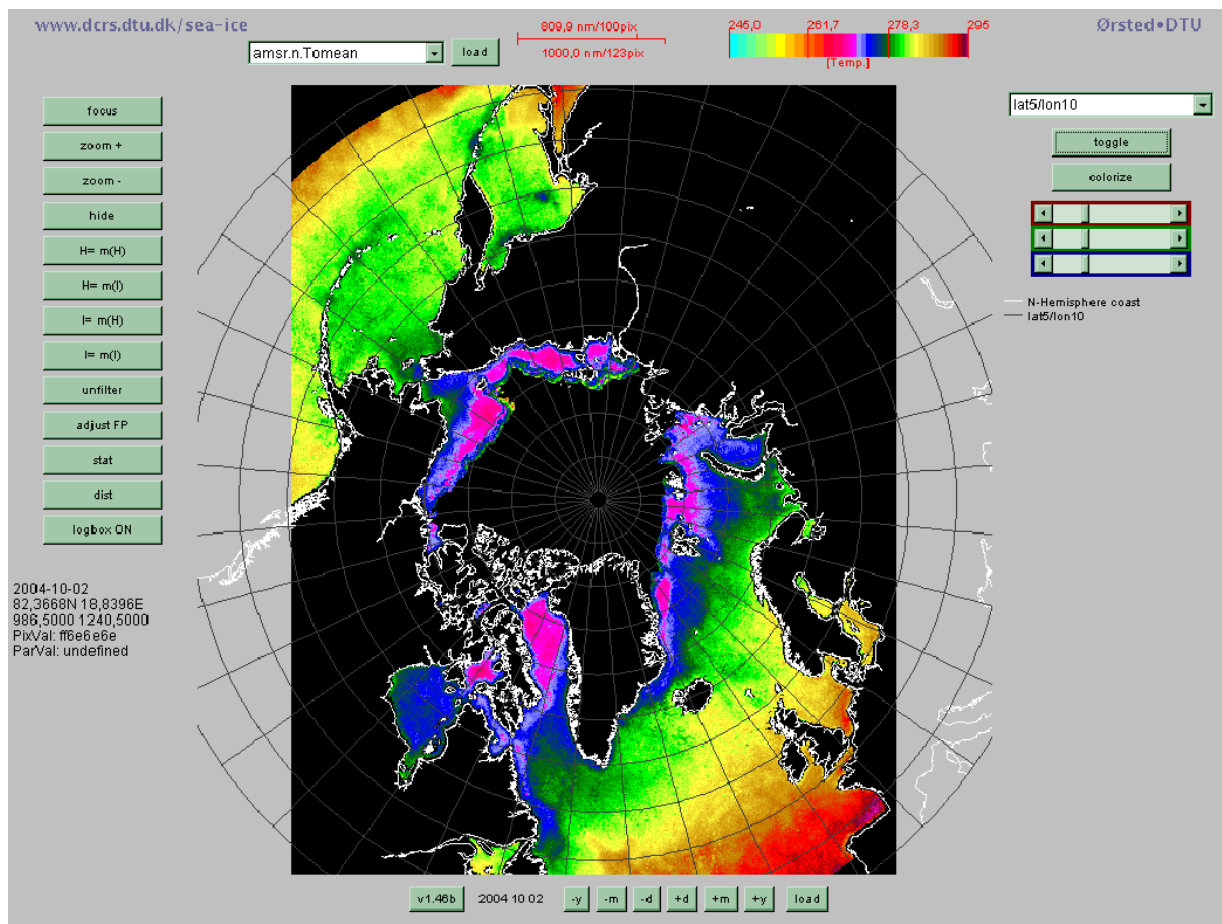 www.dcrs.dtu.dk/sea-ice
amsr.n.Tomean
load
809,9 nm/100pix
1000,0 nm/123pix
245,0 261,7 278,3 295
[Temp.]
Ørsted•DTU
focus
zoom +
zoom -
hide
H= m(H)
H= m(I)
I= m(H)
I= m(I)
unfilter
adjust FP
stat
dist
logbox ON
lat5/lon10
toggle
colorize
N-Hemisphere coast
lat5/lon10
2004-10-02
82,3668N 18,8396E
986,5000 1240,5000
PixVal: ff6e6e6e
ParVal: undefined
v1.46b 2004 10 02 -y -m -d +d +m +y load